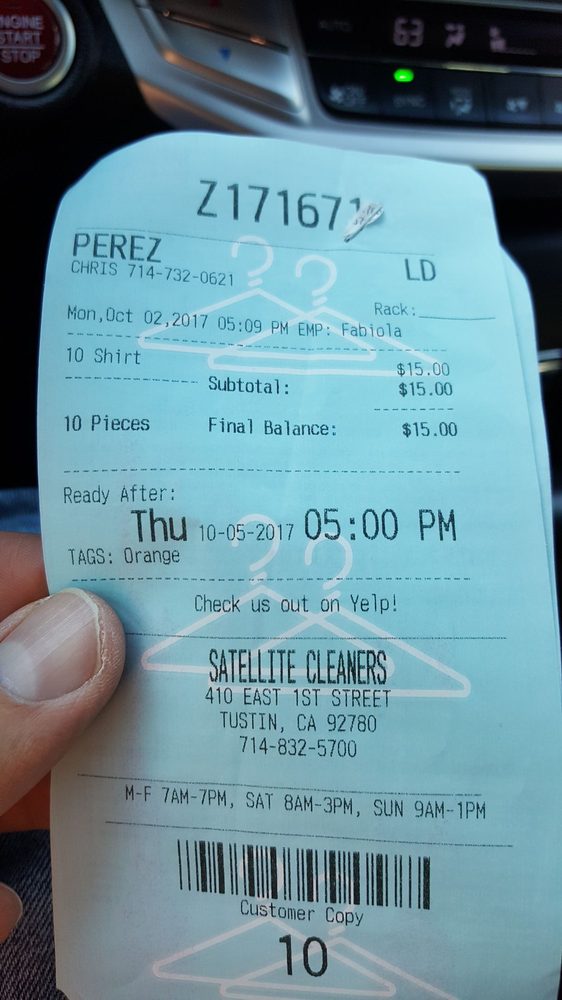 ENGINE
START
STOP
AUTO
63
SYNC
Z171671
PEREZ
CHRIS 714-732-0621
LD
Rack:
Mon,Oct 02,2017 05:09 PM EMP: Fabiola
10 Shirt $15.00
Subtotal: $15.00
10 Pieces Final Balance: $15.00
Ready After:
Thu 10-05-2017 05:00 PM
TAGS: Orange
Check us out on Yelp!
SATELLITE CLEANERS
410 EAST 1ST STREET
TUSTIN, CA 92780
714-832-5700
M-F 7AM-7PM, SAT 8AM-3PM, SUN 9AM-1PM
Customer Copy
10